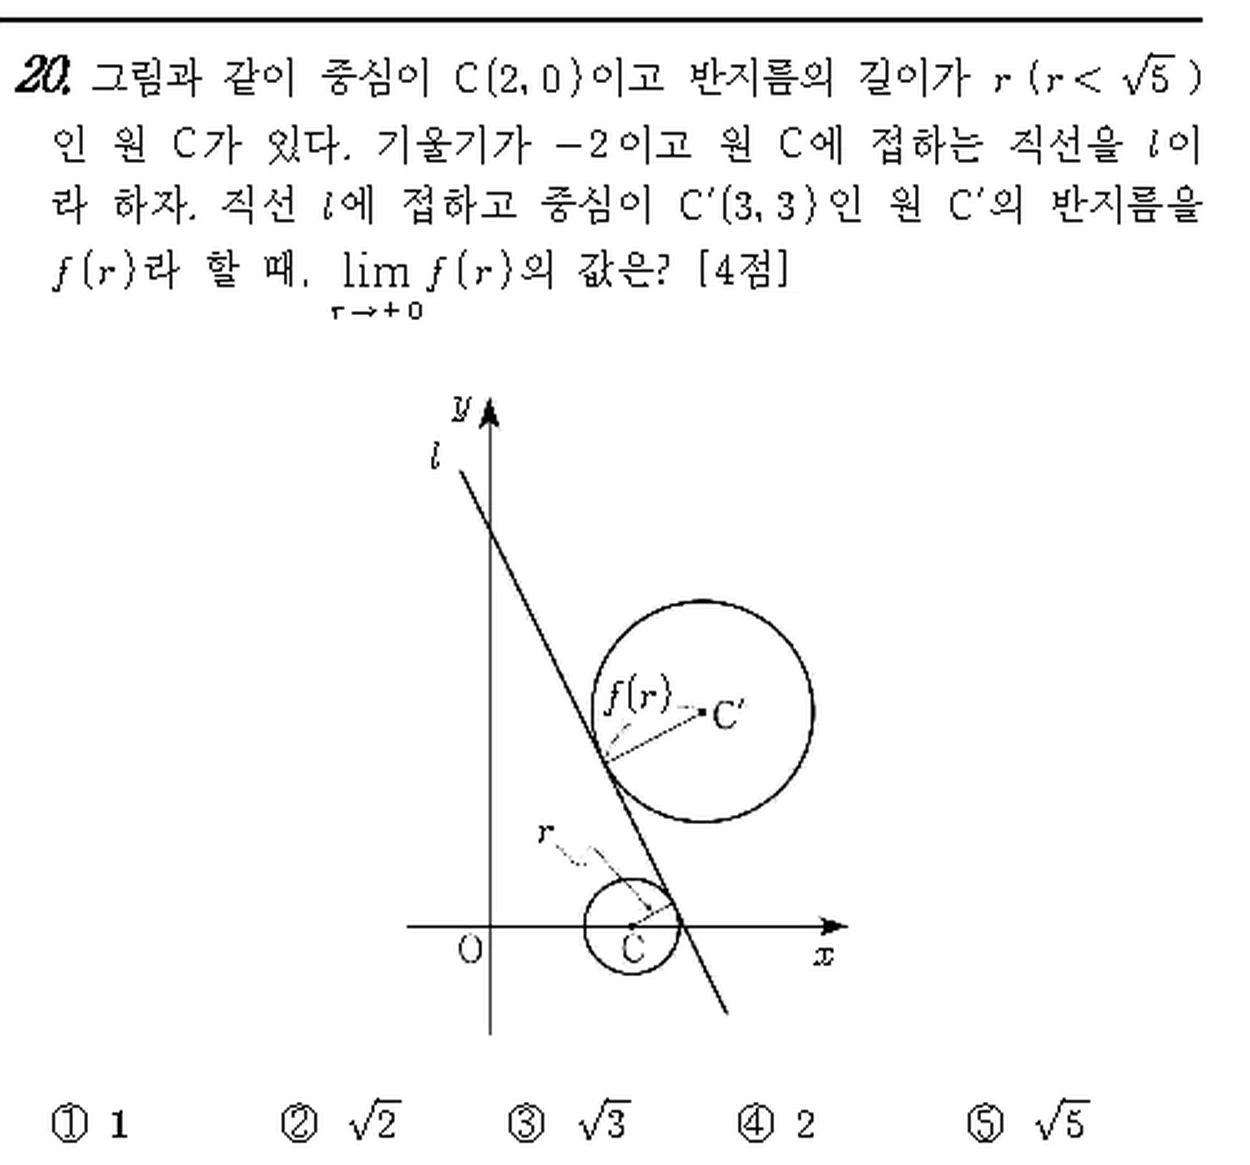 20. 그림과 같이 중심이 C(2, 0)이고 반지름의 길이가 r (r < √5)
인 원 C가 있다. 기울기가 −2이고 원 C에 접하는 직선을 l이
라 하자. 직선 l에 접하고 중심이 C′(3, 3)인 원 C′의 반지름을
f(r)라 할 때, lim f(r)의 값은? [4점]
r→+0
y
l
f(r)
C′
r
O
C
x
① 1 ② √2 ③ √3 ④ 2 ⑤ √5